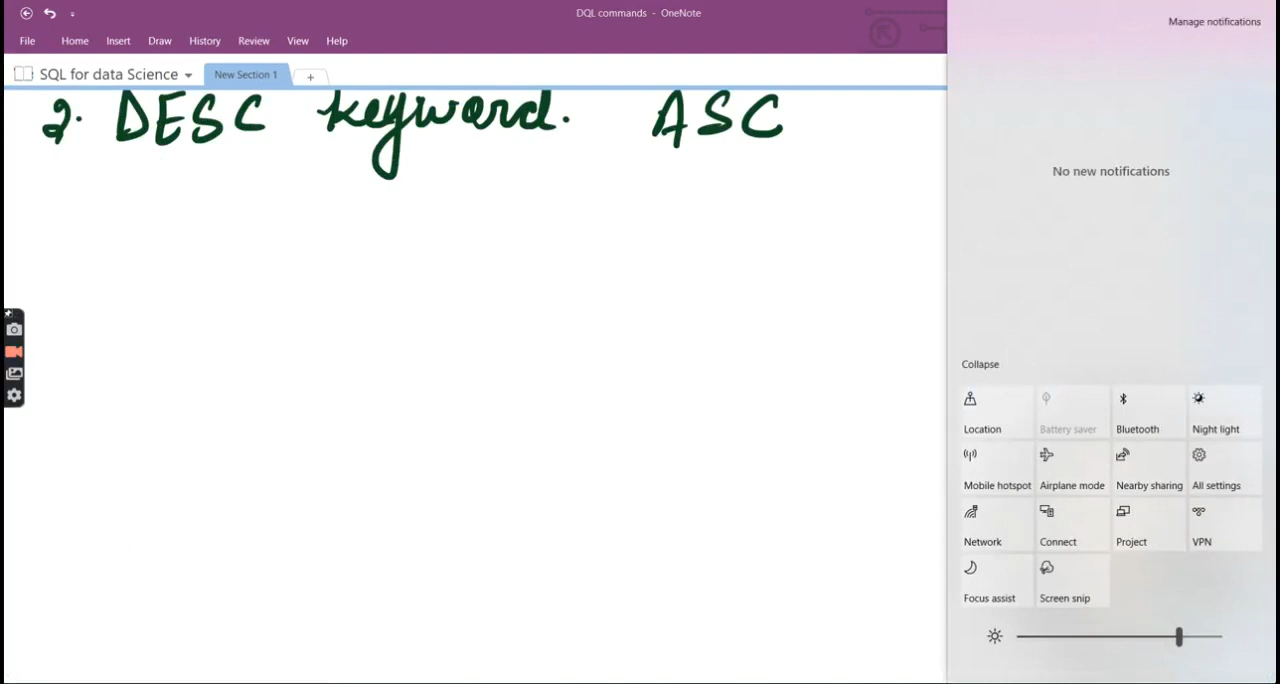 DQL commands - OneNote
File Home Insert Draw History Review View Help
SQL for data Science New Section 1 +
2. DESC keyword. ASC
Manage notifications
No new notifications
Collapse
Location Battery saver Bluetooth Night light
Mobile hotspot Airplane mode Nearby sharing All settings
Network Connect Project VPN
Focus assist Screen snip